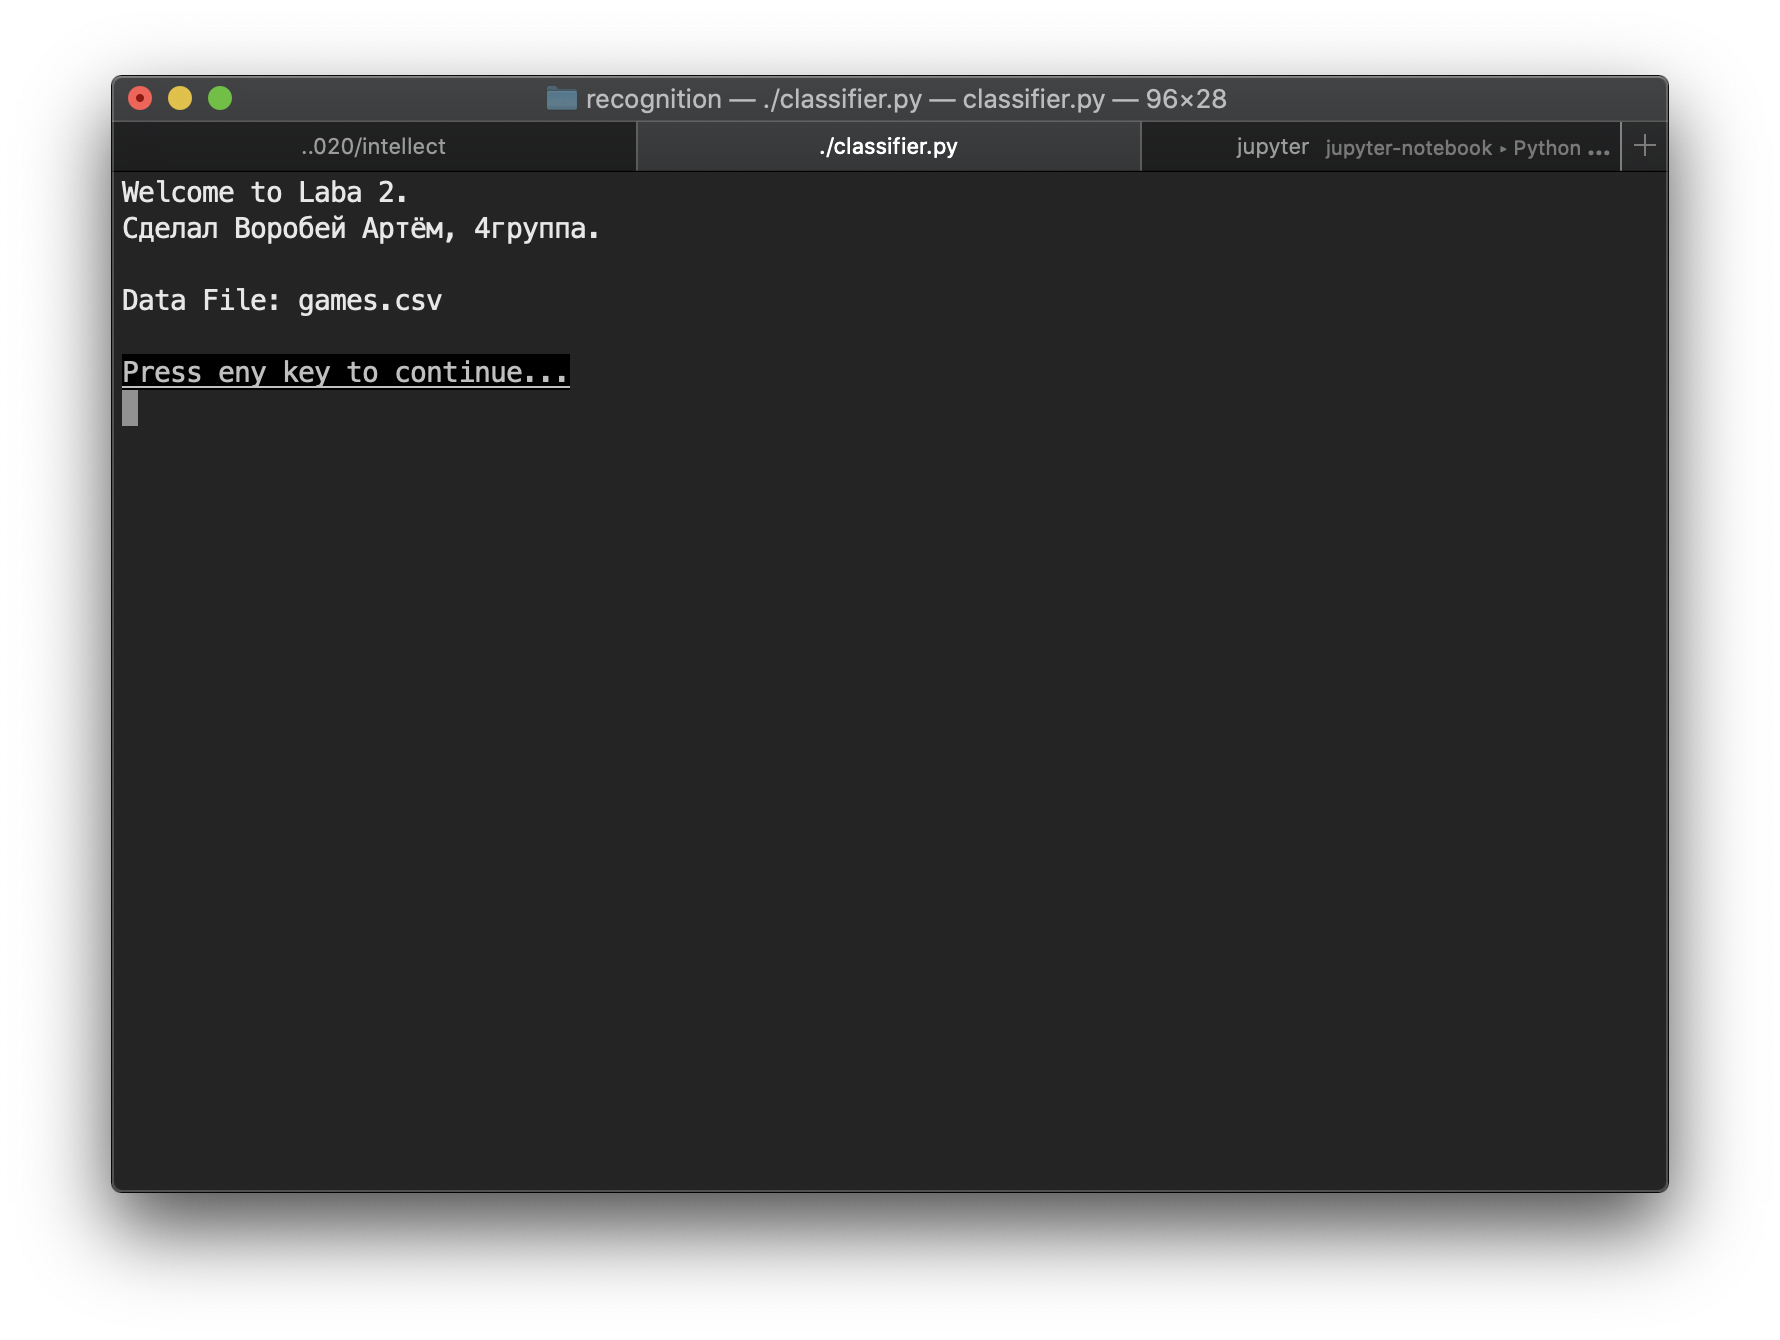 recognition — ./classifier.py — classifier.py — 96×28
..020/intellect
./classifier.py
jupyter jupyter-notebook ▸ Python ...
Welcome to Laba 2.
Сделал Воробей Артём, 4группа.
Data File: games.csv
Press eny key to continue...